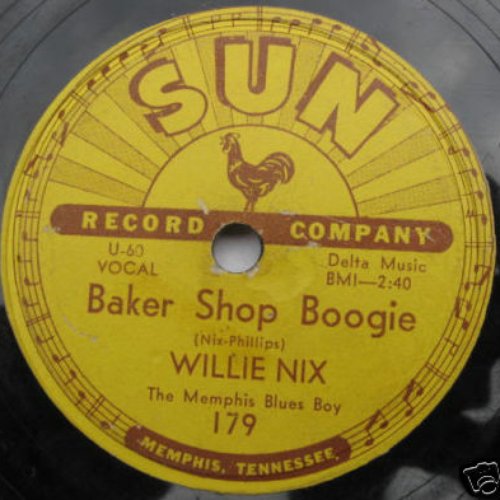 SUN
RECORD COMPANY
U-60
VOCAL
Delta Music
BMI—2:40
Baker Shop Boogie
(Nix-Phillips)
WILLIE NIX
The Memphis Blues Boy
179
MEMPHIS, TENNESSEE